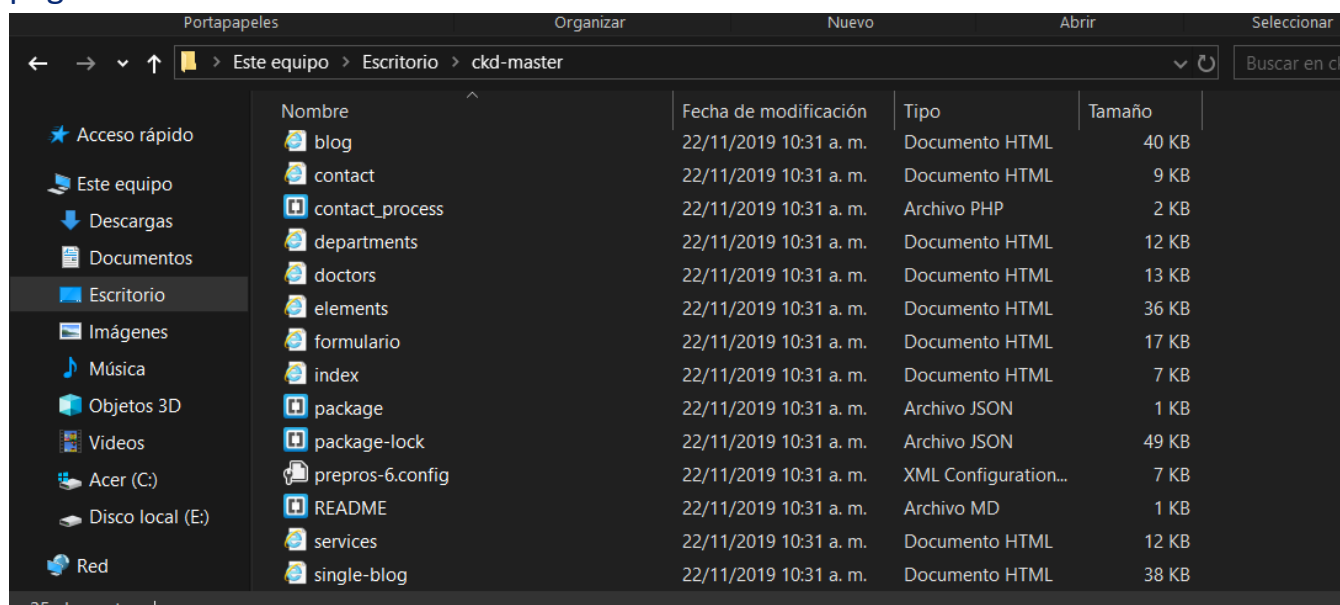 Portapapeles Organizar Nuevo Abrir Seleccionar
Este equipo > Escritorio > ckd-master Buscar en
Nombre Fecha de modificación Tipo Tamaño
Acceso rápido
Este equipo
Descargas
Documentos
Escritorio
Imágenes
Música
Objetos 3D
Videos
Acer (C:)
Disco local (E:)
Red
blog 22/11/2019 10:31 a. m. Documento HTML 40 KB
contact 22/11/2019 10:31 a. m. Documento HTML 9 KB
contact_process 22/11/2019 10:31 a. m. Archivo PHP 2 KB
departments 22/11/2019 10:31 a. m. Documento HTML 12 KB
doctors 22/11/2019 10:31 a. m. Documento HTML 13 KB
elements 22/11/2019 10:31 a. m. Documento HTML 36 KB
formulario 22/11/2019 10:31 a. m. Documento HTML 17 KB
index 22/11/2019 10:31 a. m. Documento HTML 7 KB
package 22/11/2019 10:31 a. m. Archivo JSON 1 KB
package-lock 22/11/2019 10:31 a. m. Archivo JSON 49 KB
prepros-6.config 22/11/2019 10:31 a. m. XML Configuration... 7 KB
README 22/11/2019 10:31 a. m. Archivo MD 1 KB
services 22/11/2019 10:31 a. m. Documento HTML 12 KB
single-blog 22/11/2019 10:31 a. m. Documento HTML 38 KB